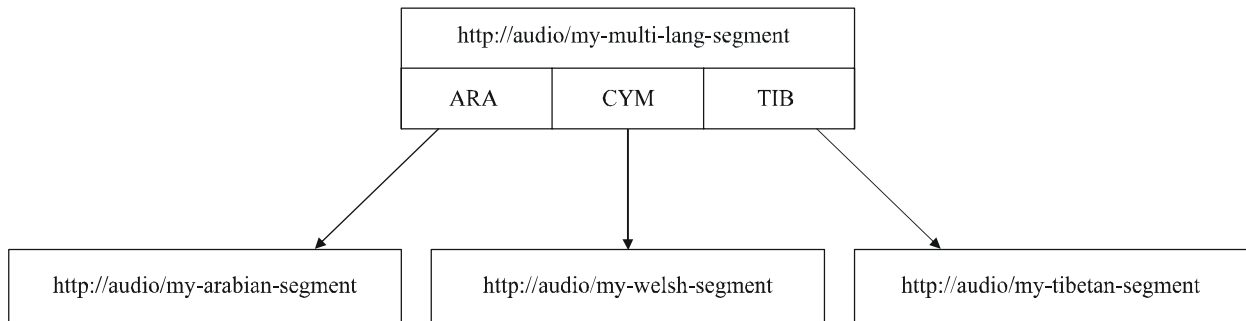 http://audio/my-multi-lang-segment
ARA CYM TIB
http://audio/my-arabian-segment http://audio/my-welsh-segment http://audio/my-tibetan-segment